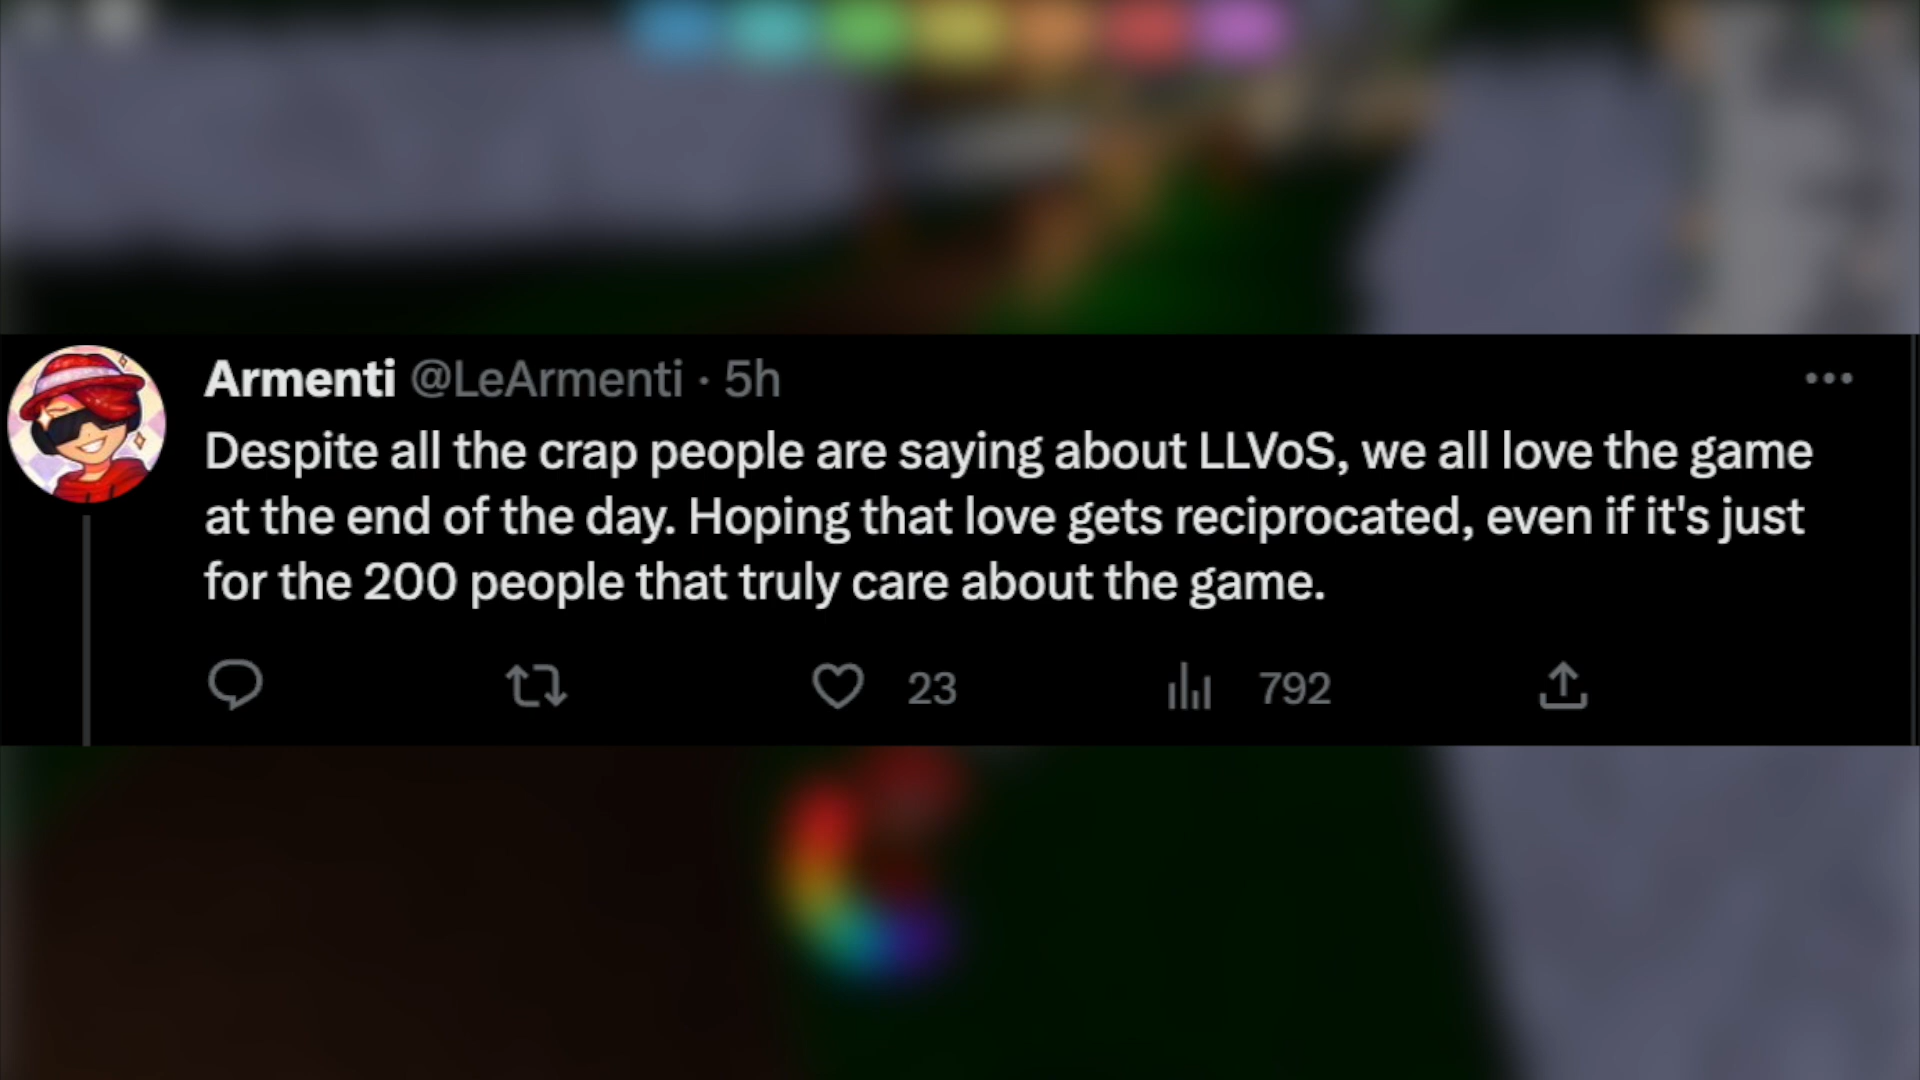 Armenti @LeArmenti · 5h
Despite all the crap people are saying about LLVoS, we all love the game
at the end of the day. Hoping that love gets reciprocated, even if it's just
for the 200 people that truly care about the game.
23 792